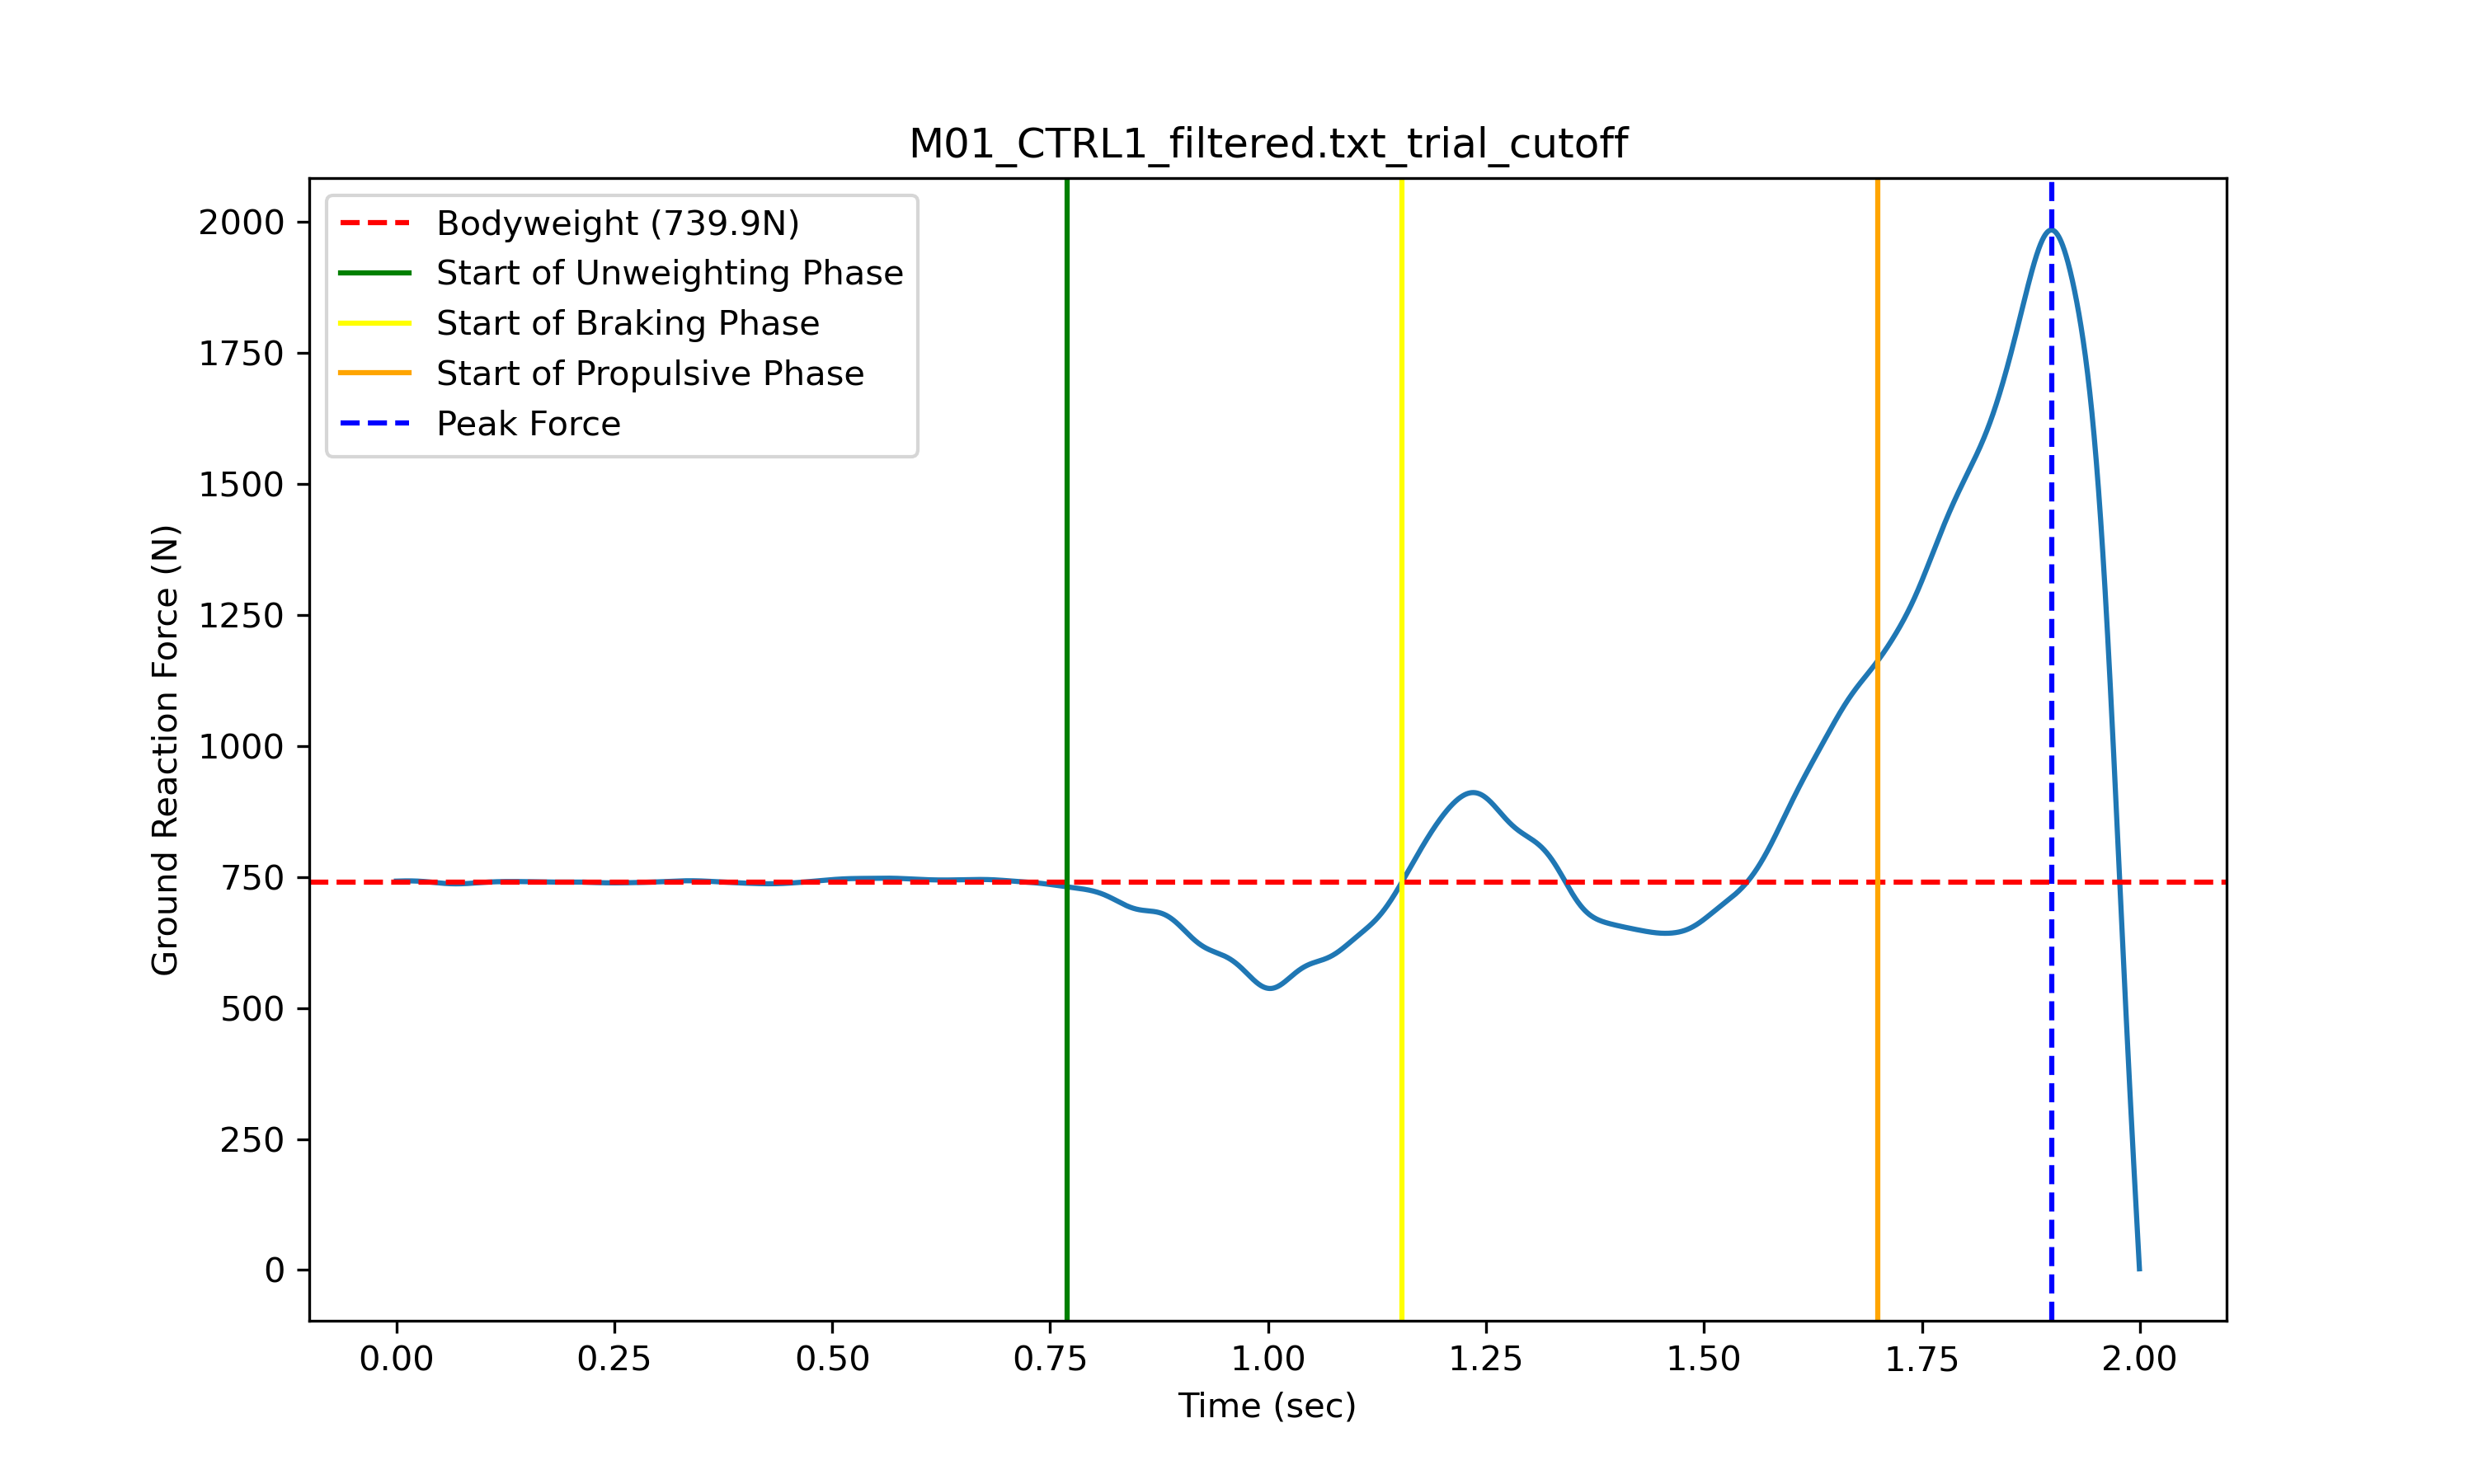 M01_CTRL1_filtered.txt_trial_cutoff
Bodyweight (739.9N)
Start of Unweighting Phase
Start of Braking Phase
Start of Propulsive Phase
Peak Force
Ground Reaction Force (N)
2000
1750
1500
1250
1000
750
500
250
0
0.00 0.25 0.50 0.75 1.00 1.25 1.50 1.75 2.00
Time (sec)